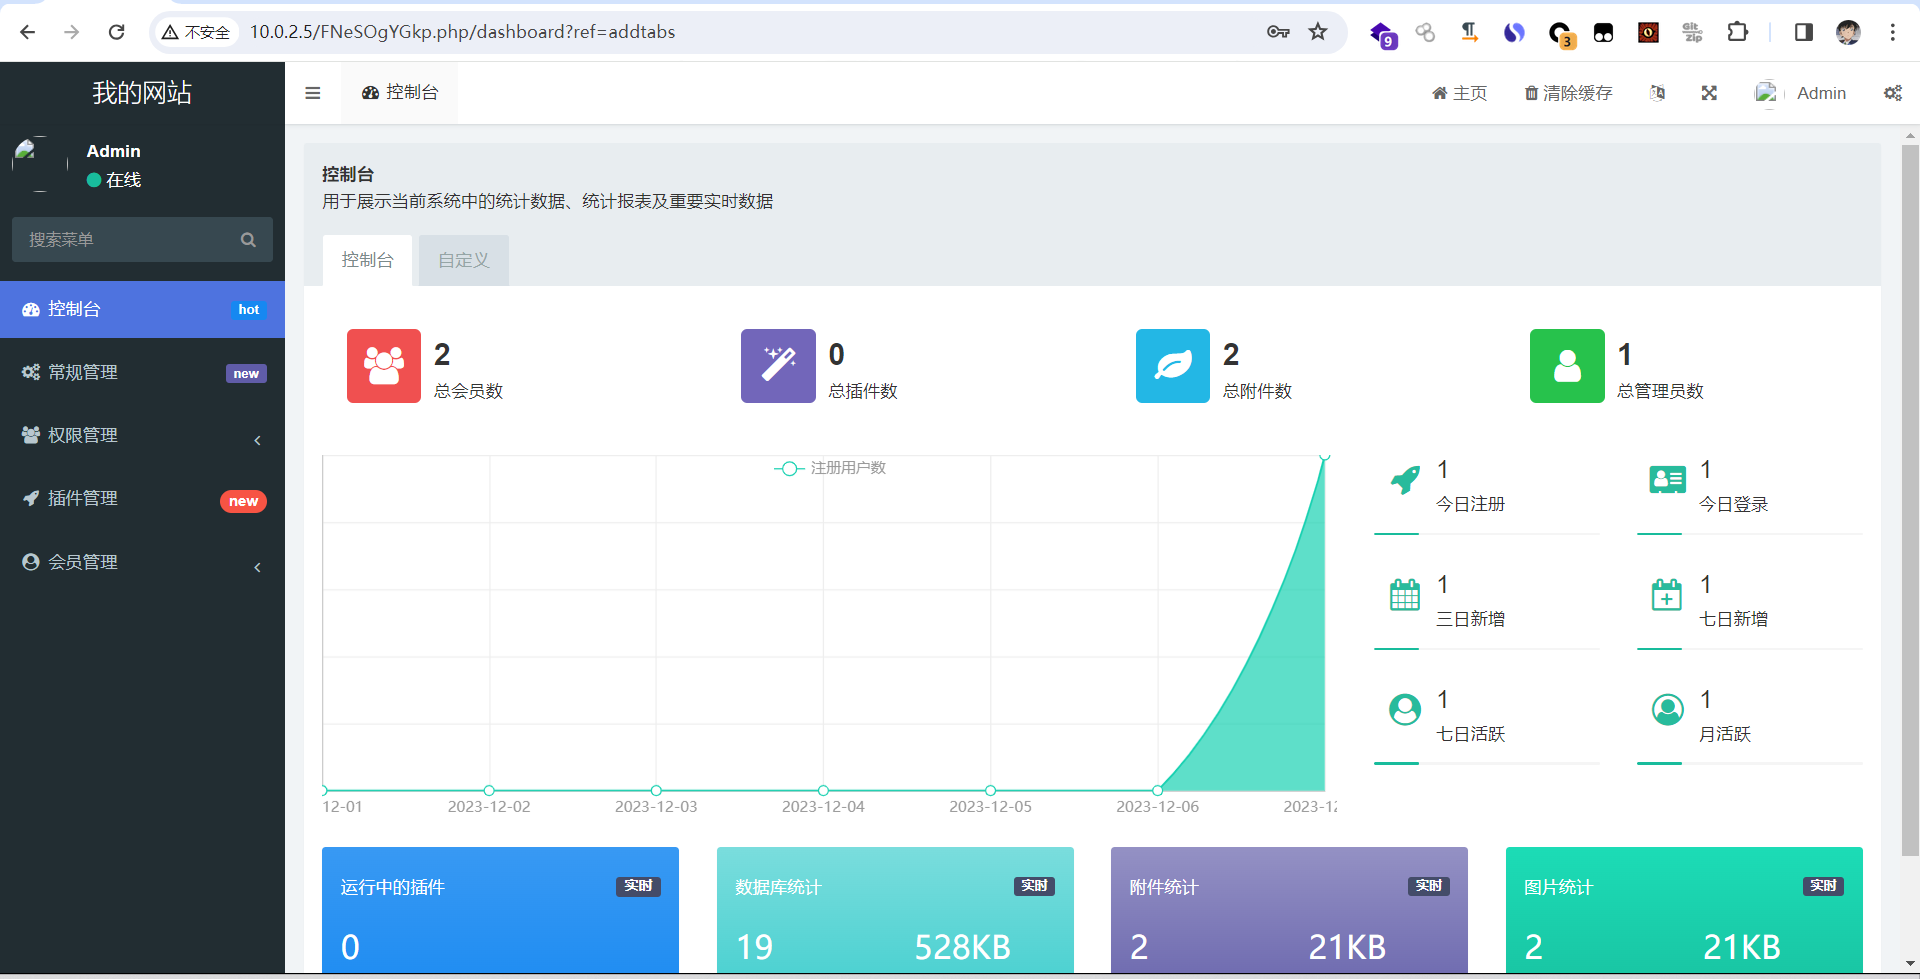 不安全
10.0.2.5/FNeSOgYGkp.php/dashboard?ref=addtabs
9
3
Git
Zip
我的网站
控制台
主页
清除缓存
Admin
Admin
在线
搜索菜单
控制台
hot
常规管理
new
权限管理
插件管理
new
会员管理
控制台
用于展示当前系统中的统计数据、统计报表及重要实时数据
控制台
自定义
2
总会员数
0
总插件数
2
总附件数
1
总管理员数
注册用户数
12-01
2023-12-02
2023-12-03
2023-12-04
2023-12-05
2023-12-06
2023-12
1
今日注册
1
今日登录
1
三日新增
1
七日新增
1
七日活跃
1
月活跃
运行中的插件
实时
0
数据库统计
实时
19
528KB
附件统计
实时
2
21KB
图片统计
实时
2
21KB